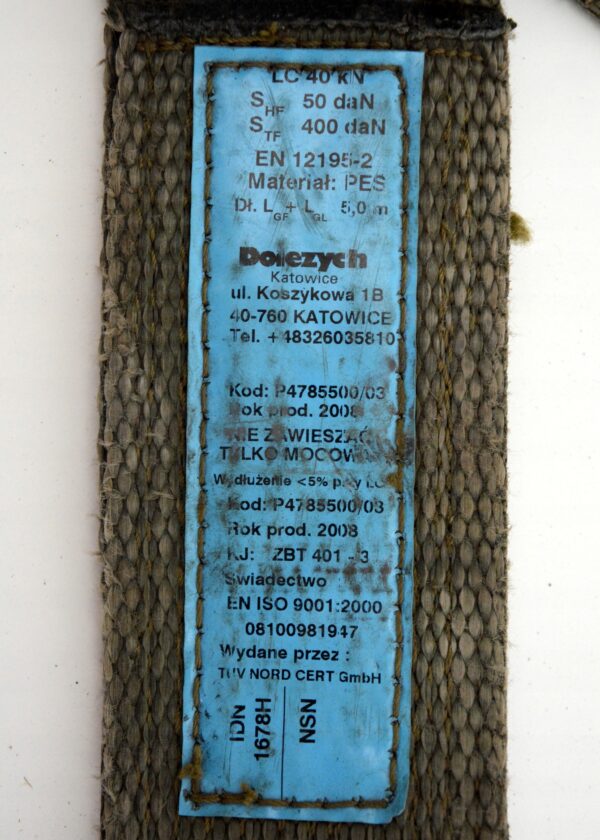 LC 40 kN
SHF 50 daN
STF 400 daN
EN 12195-2
Materiał: PES
Dł. LGF + LGL 5,0 m
Dolezych
Katowice
ul. Koszykowa 1B
40-760 KATOWICE
Tel. +48326035810
Kod: P4785500/03
Rok prod. 2008
NIE ZAWIESZAĆ
TYLKO MOCOWAĆ
Wydłużenie <5% przy LC
Kod: P4785500/03
Rok prod. 2008
KJ: ZBT 401 - 3
Świadectwo
EN ISO 9001:2000
08100981947
Wydane przez :
TUV NORD CERT GmbH
IDN
1678H
NSN